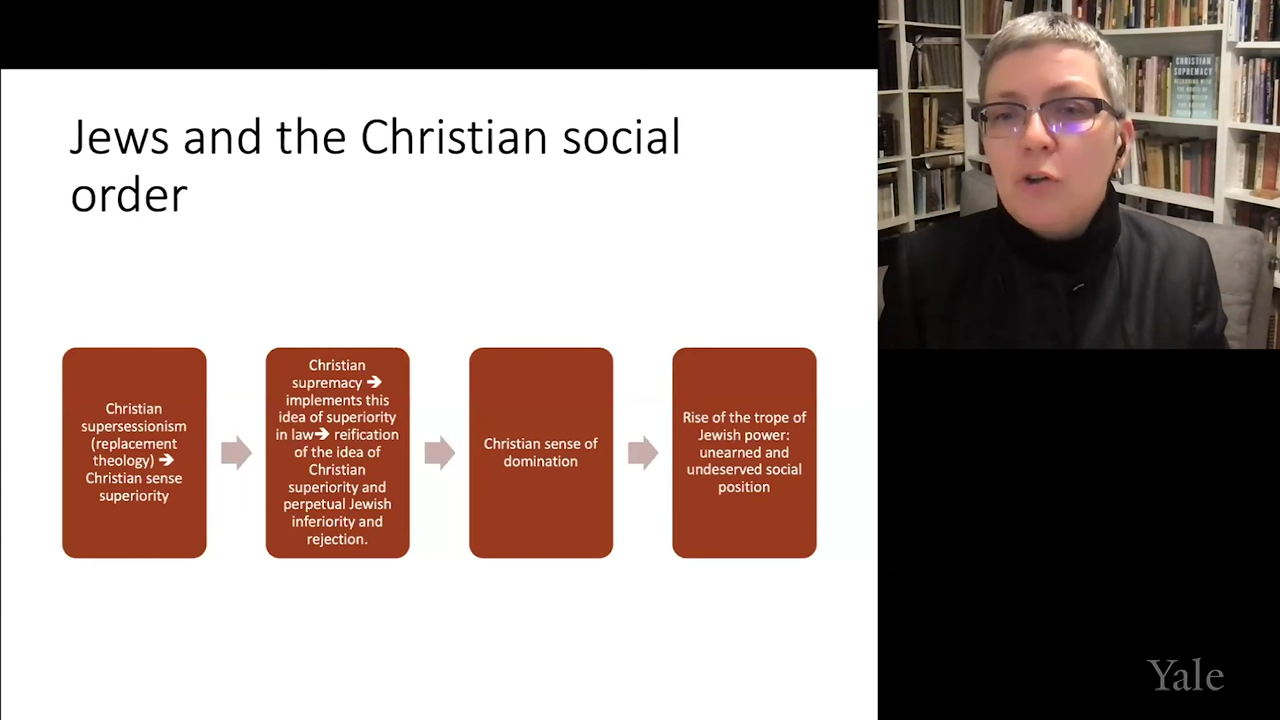 Jews and the Christian social
order
Christian
supersessionism
(replacement
theology) ➔
Christian sense
superiority
Christian
supremacy ➔
implements this
idea of superiority
in law➔ reification
of the idea of
Christian
superiority and
perpetual Jewish
inferiority and
rejection.
Christian sense of
domination
Rise of the trope of
Jewish power:
unearned and
undeserved social
position
CHRISTIAN
SUPREMACY
Yale